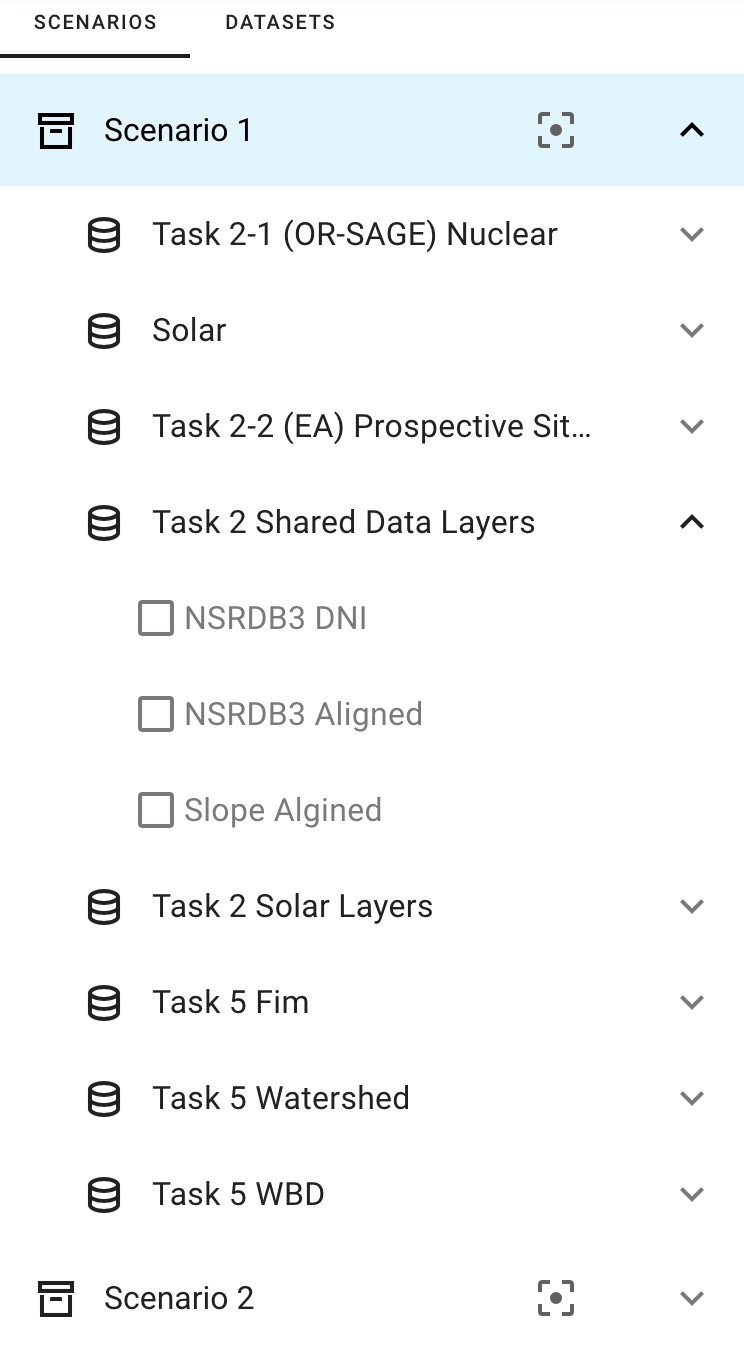 SCENARIOS
DATASETS
Scenario 1
Task 2-1 (OR-SAGE) Nuclear
Solar
Task 2-2 (EA) Prospective Sit...
Task 2 Shared Data Layers
NSRDB3 DNI
NSRDB3 Aligned
Slope Algined
Task 2 Solar Layers
Task 5 Fim
Task 5 Watershed
Task 5 WBD
Scenario 2